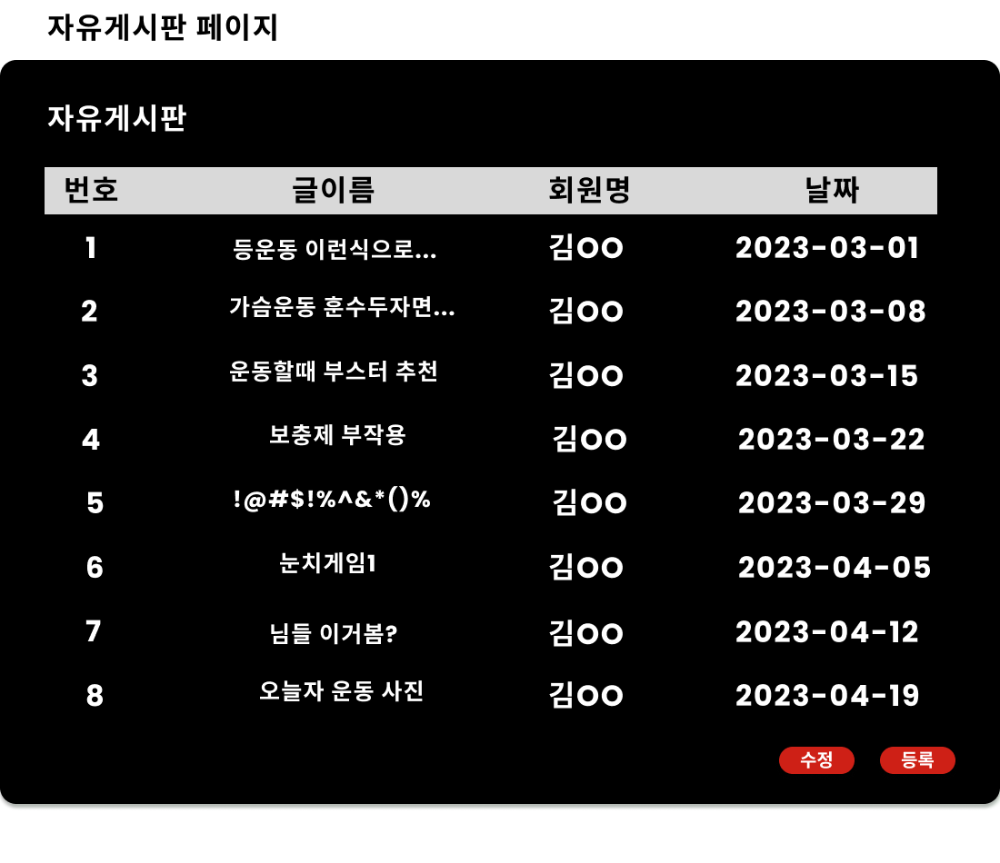 자유게시판 페이지
자유게시판
번호 글이름 회원명 날짜
1 등운동 이런식으로... 김OO 2023-03-01
2 가슴운동 훈수두자면... 김OO 2023-03-08
3 운동할때 부스터 추천 김OO 2023-03-15
4 보충제 부작용 김OO 2023-03-22
5 !@#$!%^&*()% 김OO 2023-03-29
6 눈치게임1 김OO 2023-04-05
7 님들 이거봄? 김OO 2023-04-12
8 오늘자 운동 사진 김OO 2023-04-19
수정 등록